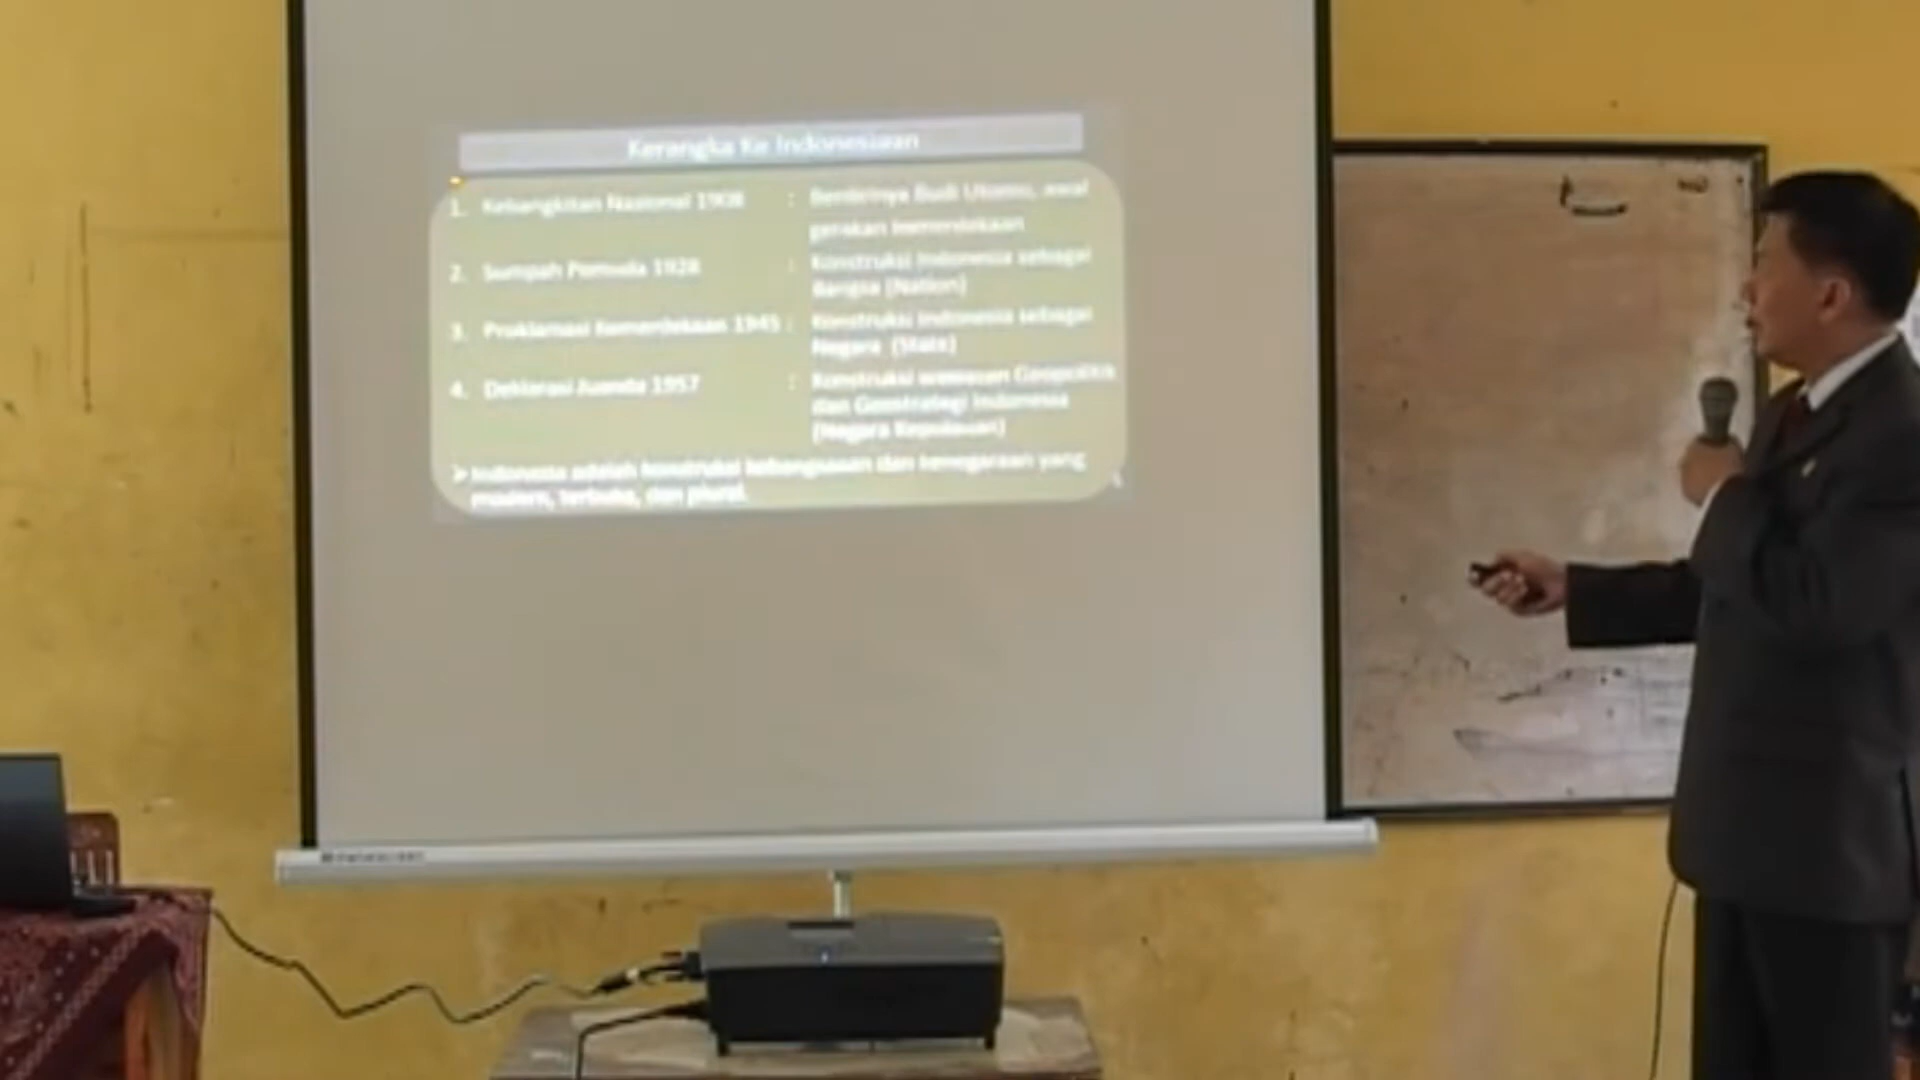 Kerangka Ke Indonesiaan
1. Kebangkitan Nasional 1908 : Berdirinya Budi Utomo, awal
gerakan kemerdekaan
2. Sumpah Pemuda 1928 : Konstruksi Indonesia sebagai
Bangsa (Nation)
3. Proklamasi Kemerdekaan 1945 : Konstruksi Indonesia sebagai
Negara (State)
4. Deklarasi Juanda 1957 : Konstruksi wawasan Geopolitik
dan Geostrategi Indonesia
(Negara Kepulauan)
➢ Indonesia adalah konstruksi kebangsaan dan kenegaraan yang
modern, terbuka, dan plural.